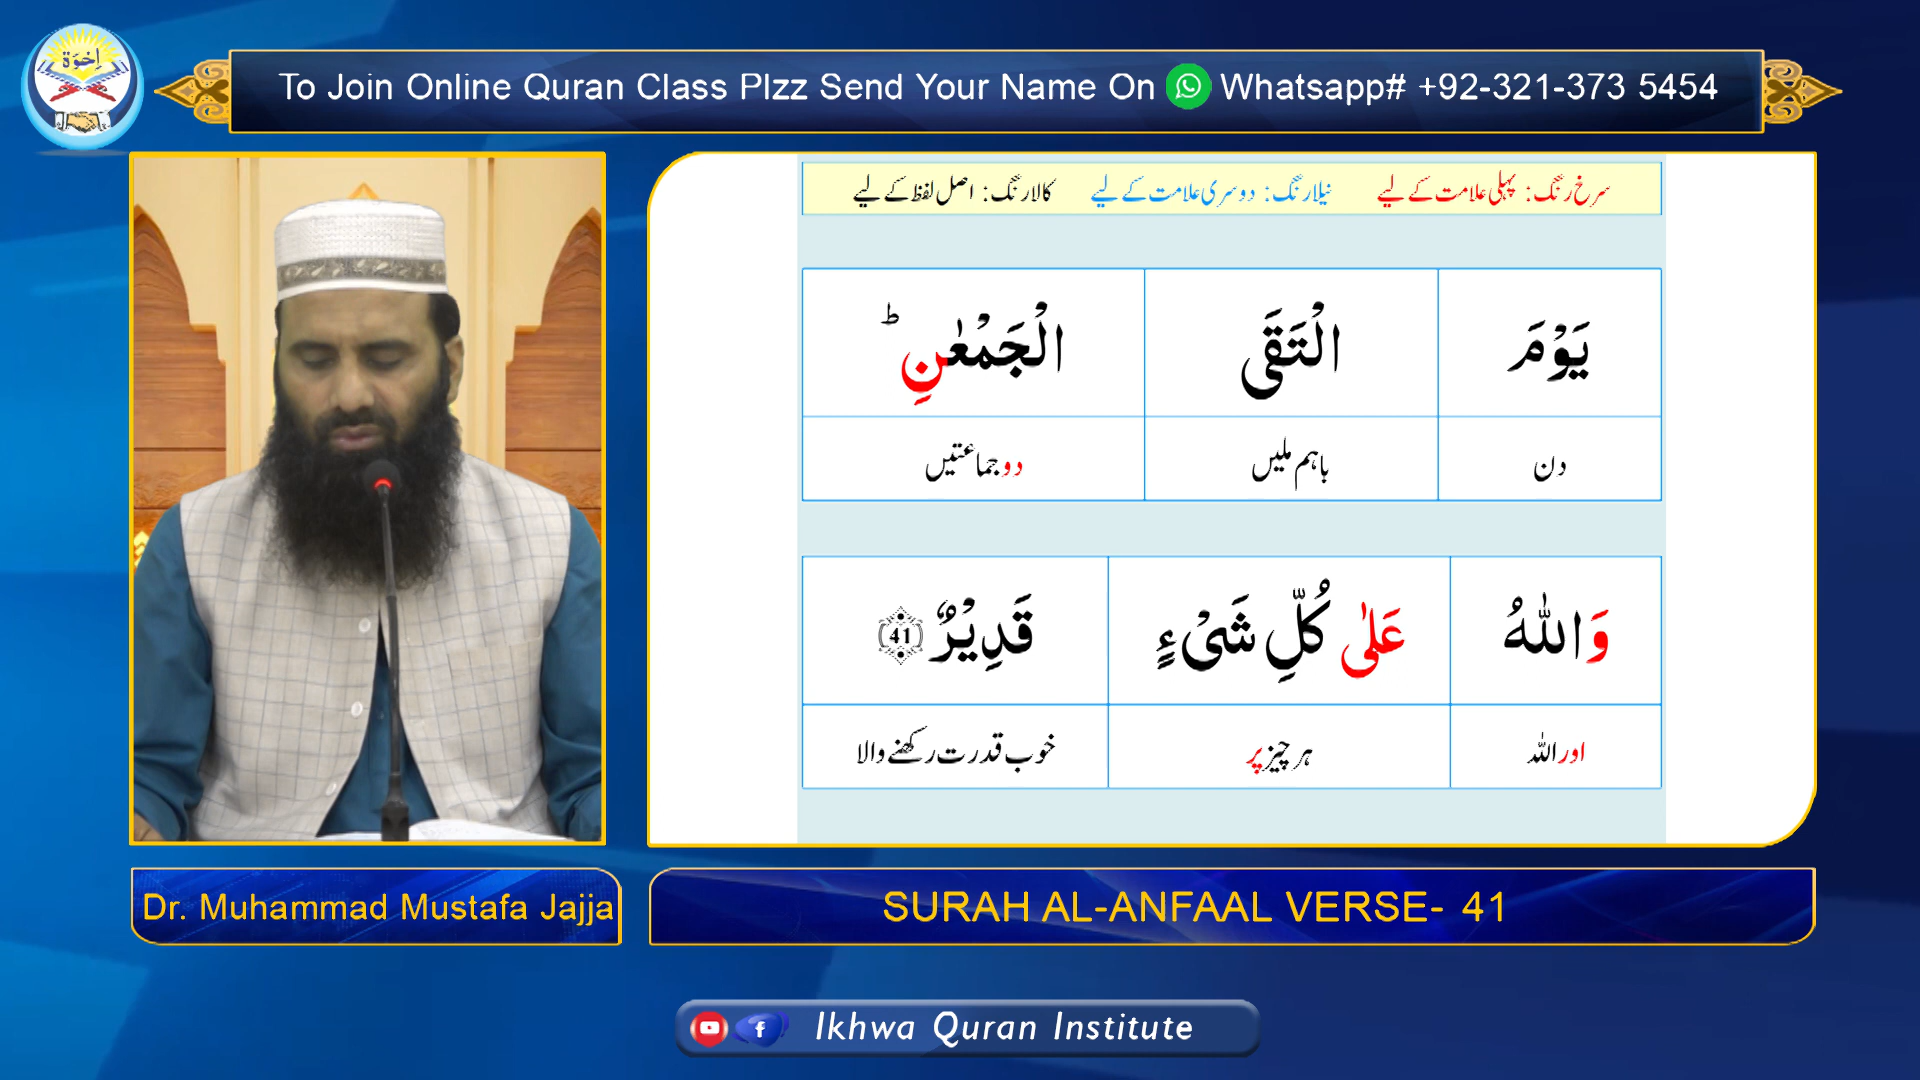 اِخْوَة
To Join Online Quran Class Plzz Send Your Name On Whatsapp# +92-321-373 5454
سرخ رنگ: پہلی علامت کے لیے نیلا رنگ: دوسری علامت کے لیے کالا رنگ: اصل لفظ کے لیے
يَوْمَ الْتَقَى الْجَمْعٰنِ ؕ
دن باہم ملیں دو جماعتیں
وَاللّٰهُ عَلٰى كُلِّ شَىْءٍ قَدِيْرٌ (41)
اور اللہ ہر چیز پر خوب قدرت رکھنے والا
Dr. Muhammad Mustafa Jajja
SURAH AL-ANFAAL VERSE- 41
Ikhwa Quran Institute